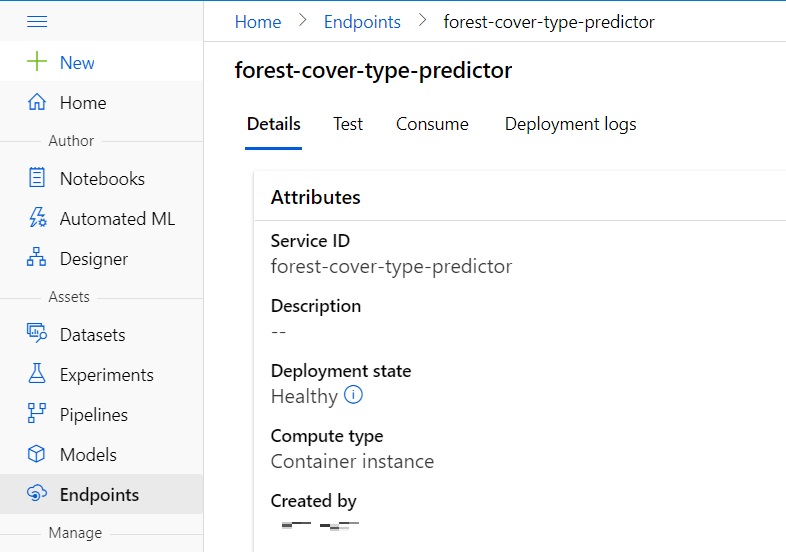 Home > Endpoints > forest-cover-type-predictor
New
Home
Author
Notebooks
Automated ML
Designer
Assets
Datasets
Experiments
Pipelines
Models
Endpoints
Manage
forest-cover-type-predictor
Details Test Consume Deployment logs
Attributes
Service ID
forest-cover-type-predictor
Description
--
Deployment state
Healthy
Compute type
Container instance
Created by